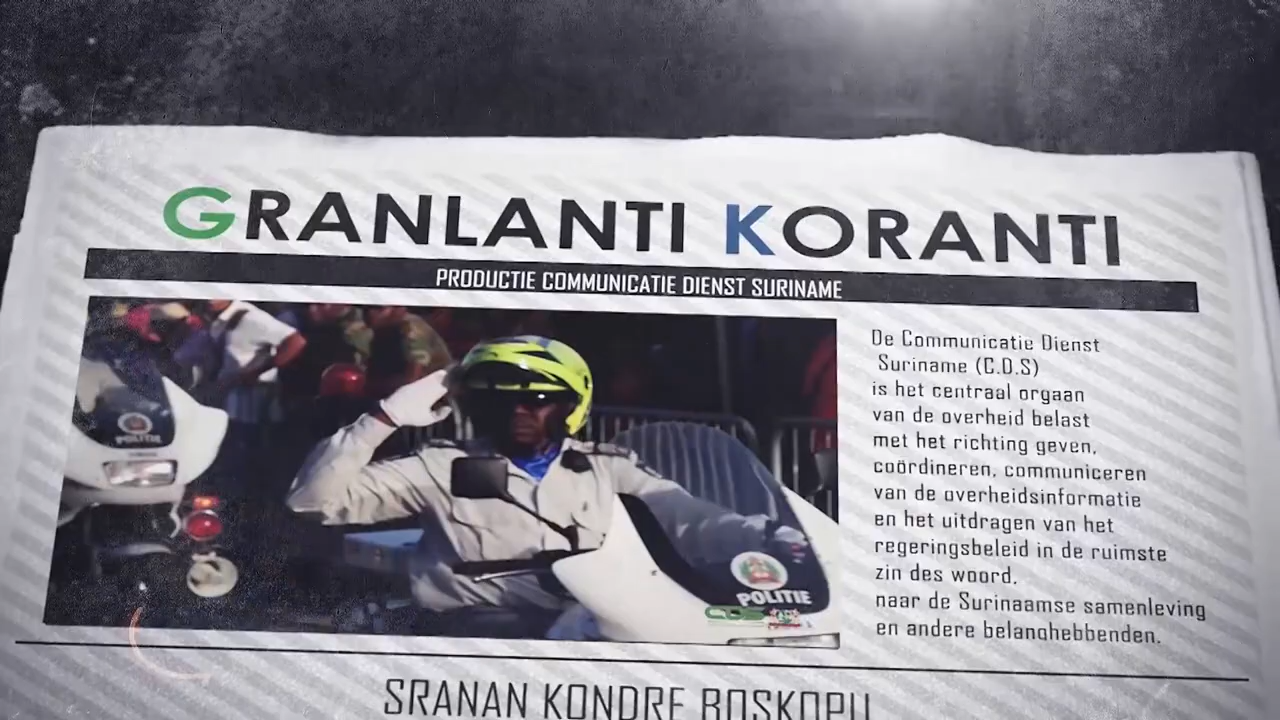 GRANLANTI KORANTI
PRODUCTIE COMMUNICATIE DIENST SURINAME
De Communicatie Dienst
Suriname (C.D.S)
is het centraal orgaan
van de overheid belast
met het richting geven,
coördineren, communiceren
van de overheidsinformatie
en het uitdragen van het
regeringsbeleid in de ruimste
zin des woord.
naar de Surinaamse samenleving
en andere belanghebbenden.
POLITIE
POLITIE
CDS
SRANAN KONDRE BOSKOPU